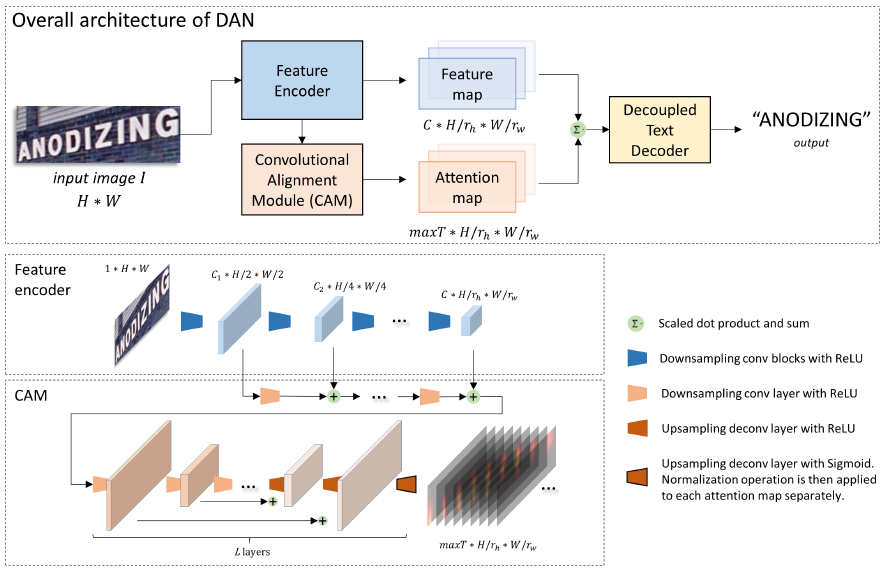 Overall architecture of DAN
Feature
Encoder
Feature
map
C * H/r_h * W/r_w
ANODIZING
input image I
H * W
Convolutional
Alignment
Module (CAM)
Attention
map
maxT * H/r_h * W/r_w
Σ·
Decoupled
Text
Decoder
“ANODIZING”
output
Feature
encoder
1 * H * W
ANODIZING
C_1 * H/2 * W/2
C_2 * H/4 * W/4
...
C * H/r_h * W/r_w
CAM
+
...
+
...
+
+
L layers
...
maxT * H/r_h * W/r_w
Σ· Scaled dot product and sum
Downsampling conv blocks with ReLU
Downsampling conv layer with ReLU
Upsampling deconv layer with ReLU
Upsampling deconv layer with Sigmoid.
Normalization operation is then applied
to each attention map separately.